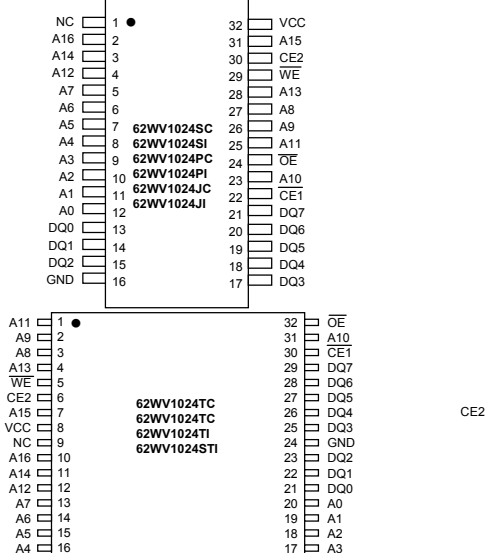 NC 1 32 VCC
A16 2 31 A15
A14 3 30 CE2
A12 4 29 WE
A7 5 28 A13
A6 6 27 A8
A5 7 62WV1024SC 26 A9
A4 8 62WV1024SI 25 A11
A3 9 62WV1024PC 24 OE
A2 10 62WV1024PI 23 A10
A1 11 62WV1024JC 22 CE1
A0 12 62WV1024JI 21 DQ7
DQ0 13 20 DQ6
DQ1 14 19 DQ5
DQ2 15 18 DQ4
GND 16 17 DQ3
A11 1 32 OE
A9 2 31 A10
A8 3 30 CE1
A13 4 29 DQ7
WE 5 28 DQ6
CE2 6 62WV1024TC 27 DQ5
A15 7 62WV1024TC 26 DQ4 CE2
VCC 8 62WV1024TI 25 DQ3
NC 9 62WV1024STI 24 GND
A16 10 23 DQ2
A14 11 22 DQ1
A12 12 21 DQ0
A7 13 20 A0
A6 14 19 A1
A5 15 18 A2
A4 16 17 A3